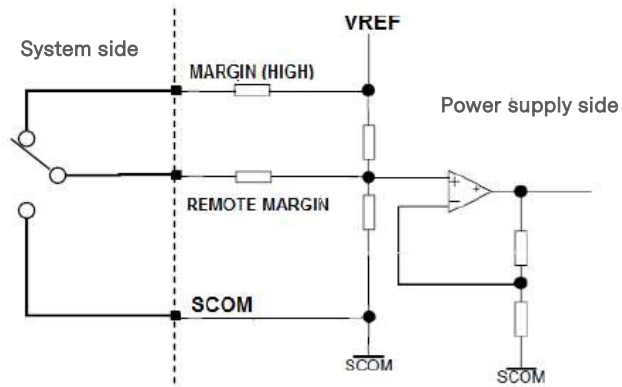 VREF
System side
MARGIN (HIGH)
Power supply side
REMOTE MARGIN
SCOM
SCOM
SCOM